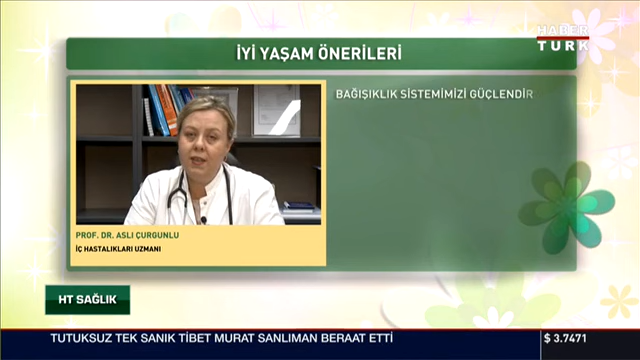 HABER
TÜRK
İYİ YAŞAM ÖNERİLERİ
BAĞIŞIKLIK SİSTEMİMİZİ GÜÇLENDİR
PROF. DR. ASLI ÇURGUNLU
İÇ HASTALIKLARI UZMANI
HT SAĞLIK
TUTUKSUZ TEK SANIK TİBET MURAT SANLIMAN BERAAT ETTİ
$ 3.7471